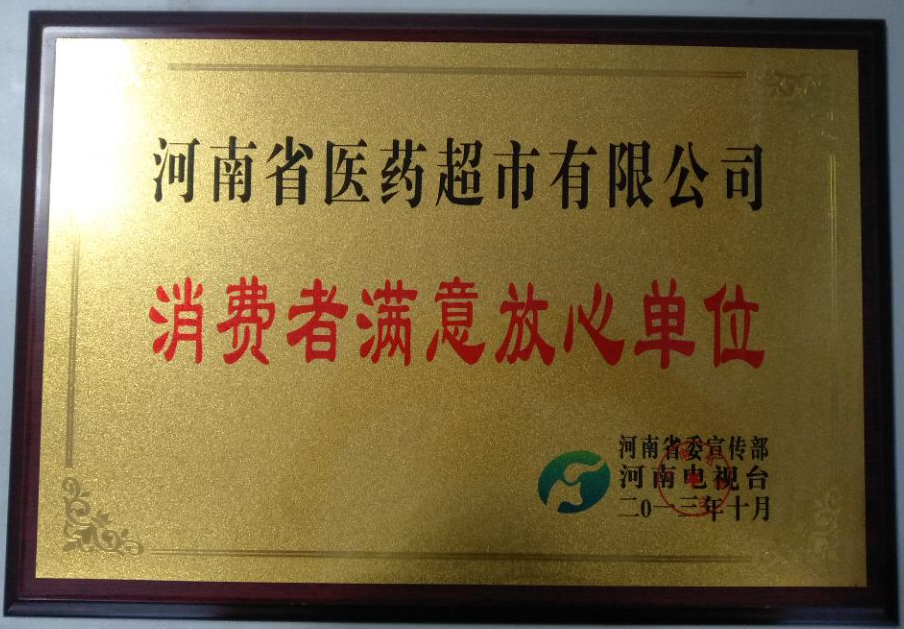 河南省医药超市有限公司
消费者满意放心单位
河南省委宣传部
河南电视台
二0一三年十月